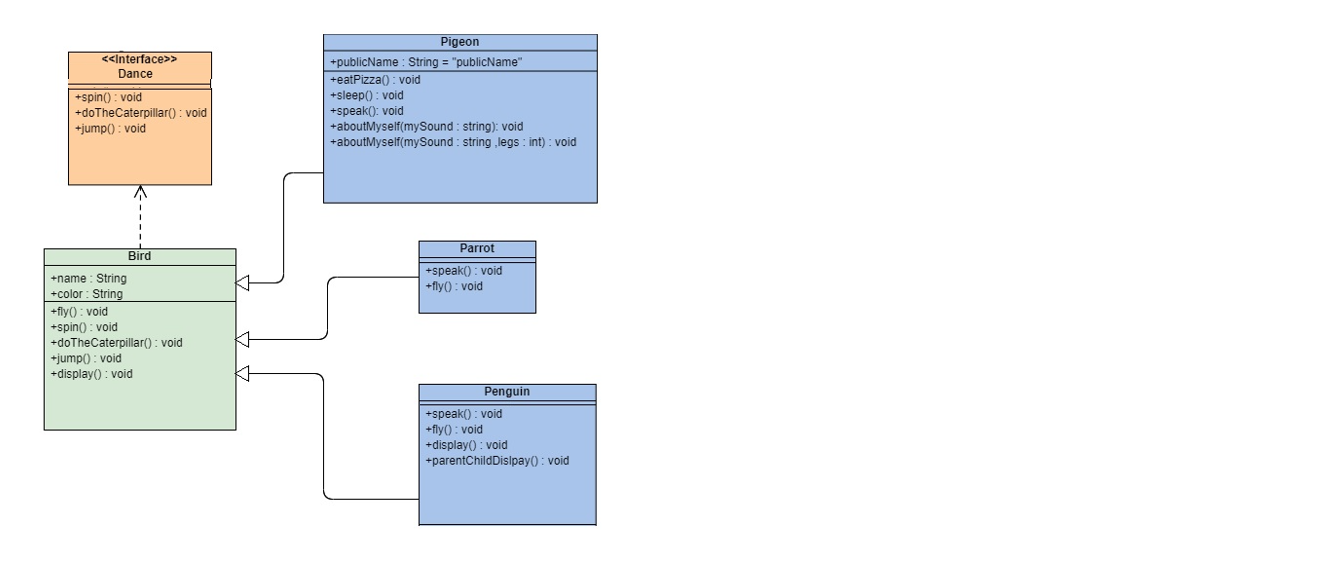 <<Interface>>
Dance
+spin() : void
+doTheCaterpillar() : void
+jump() : void
Pigeon
+publicName : String = "publicName"
+eatPizza() : void
+sleep() : void
+speak(): void
+aboutMyself(mySound : string): void
+aboutMyself(mySound : string ,legs : int) : void
Bird
+name : String
+color : String
+fly() : void
+spin() : void
+doTheCaterpillar() : void
+jump() : void
+display() : void
Parrot
+speak() : void
+fly() : void
Penguin
+speak() : void
+fly() : void
+display() : void
+parentChildDislpay() : void